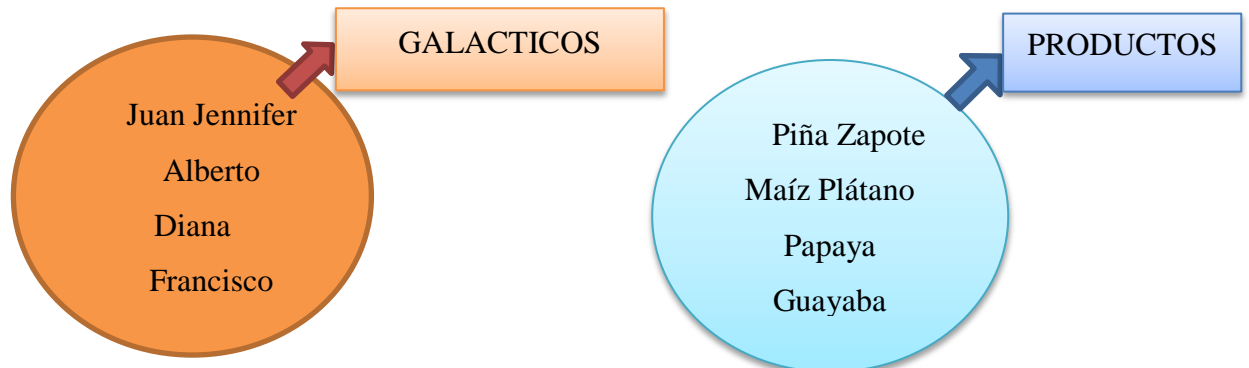 GALACTICOS
Juan Jennifer
Alberto
Diana
Francisco
PRODUCTOS
Piña Zapote
Maíz Plátano
Papaya
Guayaba